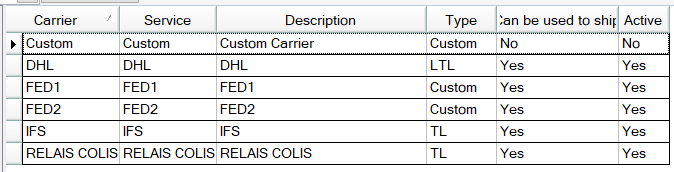 Carrier Service Description Type Can be used to ship Active
Custom Custom Custom Carrier Custom No No
DHL DHL DHL LTL Yes Yes
FED1 FED1 FED1 Custom Yes Yes
FED2 FED2 FED2 Custom Yes Yes
IFS IFS IFS TL Yes Yes
RELAIS COLIS RELAIS COLIS RELAIS COLIS TL Yes Yes